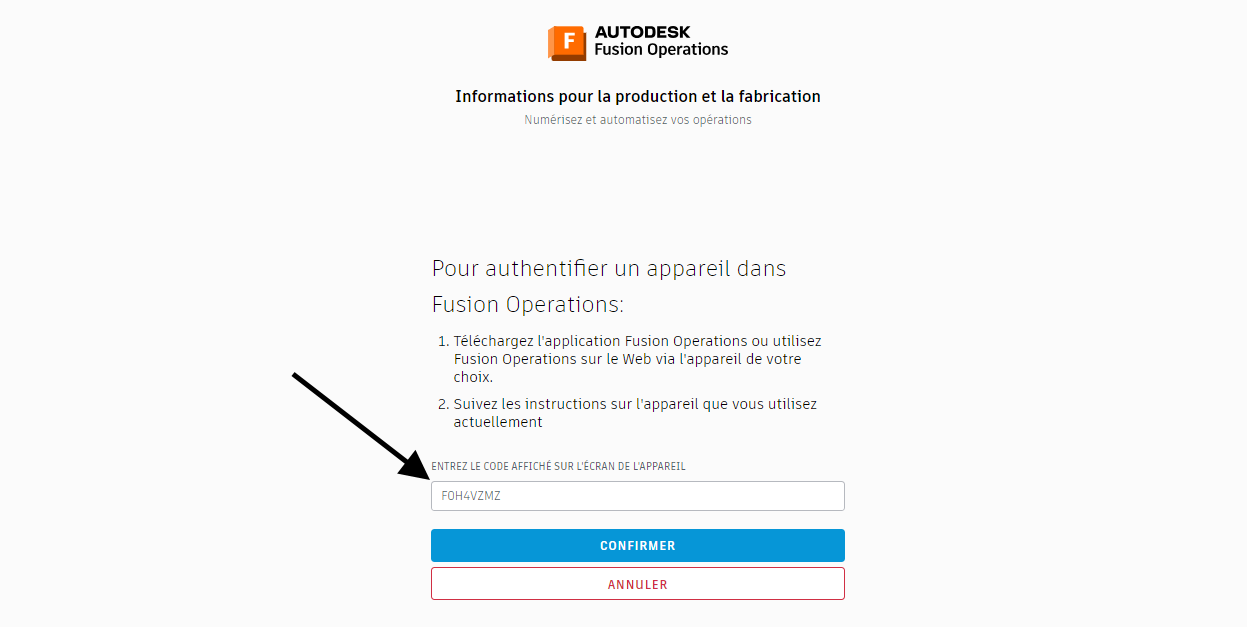 F
AUTODESK
Fusion Operations
Informations pour la production et la fabrication
Numérisez et automatisez vos opérations
Pour authentifier un appareil dans
Fusion Operations:
1. Téléchargez l'application Fusion Operations ou utilisez
Fusion Operations sur le Web via l'appareil de votre
choix.
2. Suivez les instructions sur l'appareil que vous utilisez
actuellement
ENTREZ LE CODE AFFICHÉ SUR L'ÉCRAN DE L'APPAREIL
F0H4VZMZ
CONFIRMER
ANNULER